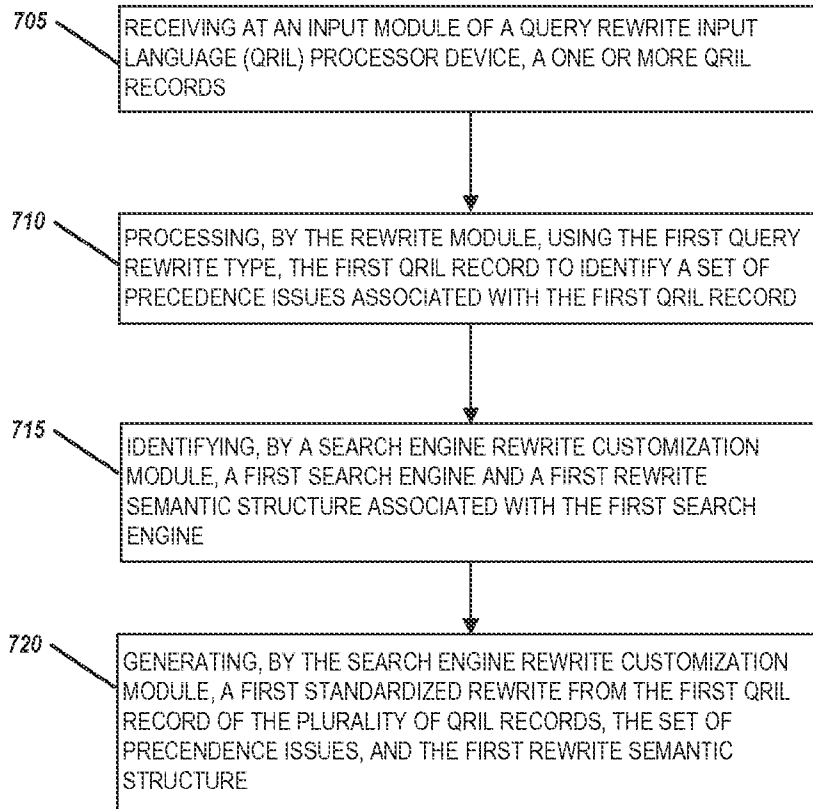 705
RECEIVING AT AN INPUT MODULE OF A QUERY REWRITE INPUT
LANGUAGE (QRIL) PROCESSOR DEVICE, A ONE OR MORE QRIL
RECORDS
710
PROCESSING, BY THE REWRITE MODULE, USING THE FIRST QUERY
REWRITE TYPE, THE FIRST QRIL RECORD TO IDENTIFY A SET OF
PRECEDENCE ISSUES ASSOCIATED WITH THE FIRST QRIL RECORD
715
IDENTIFYING, BY A SEARCH ENGINE REWRITE CUSTOMIZATION
MODULE, A FIRST SEARCH ENGINE AND A FIRST REWRITE
SEMANTIC STRUCTURE ASSOCIATED WITH THE FIRST SEARCH
ENGINE
720
GENERATING, BY THE SEARCH ENGINE REWRITE CUSTOMIZATION
MODULE, A FIRST STANDARDIZED REWRITE FROM THE FIRST QRIL
RECORD OF THE PLURALITY OF QRIL RECORDS, THE SET OF
PRECENDENCE ISSUES, AND THE FIRST REWRITE SEMANTIC
STRUCTURE